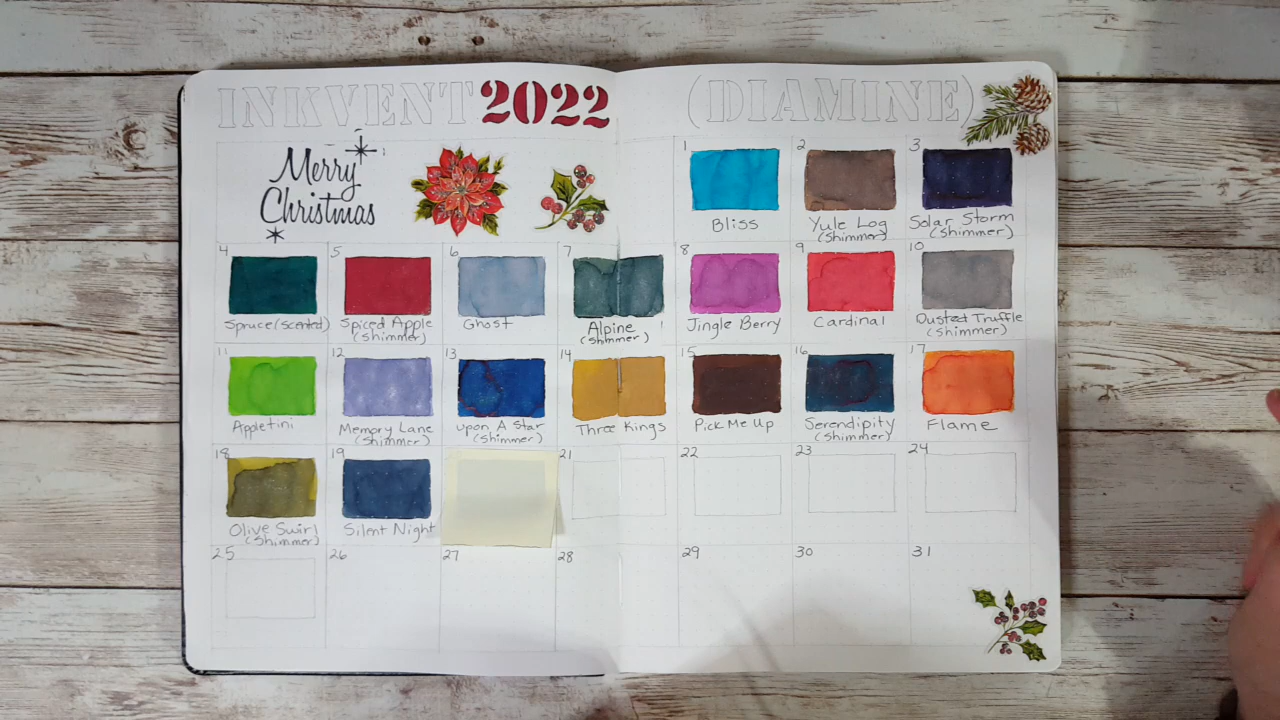 INKVENT 2022 (DIAMINE)
Merry
Christmas
1 2 3
Bliss Yule Log Solar Storm
(Shimmer) (Shimmer)
4 5 6 7 8 9 10
Spruce (scented) Spiced Apple Ghost Alpine Jingle Berry Cardinal Dusted Truffle
(Shimmer) (Shimmer) (Shimmer)
11 12 13 14 15 16 17
Appletini Memory Lane Upon A Star Three Kings Pick Me Up Serendipity Flame
(Shimmer) (Shimmer) (Shimmer)
18 19 21 22 23 24
Olive Swirl Silent Night
(Shimmer)
25 26 27 28 29 30 31